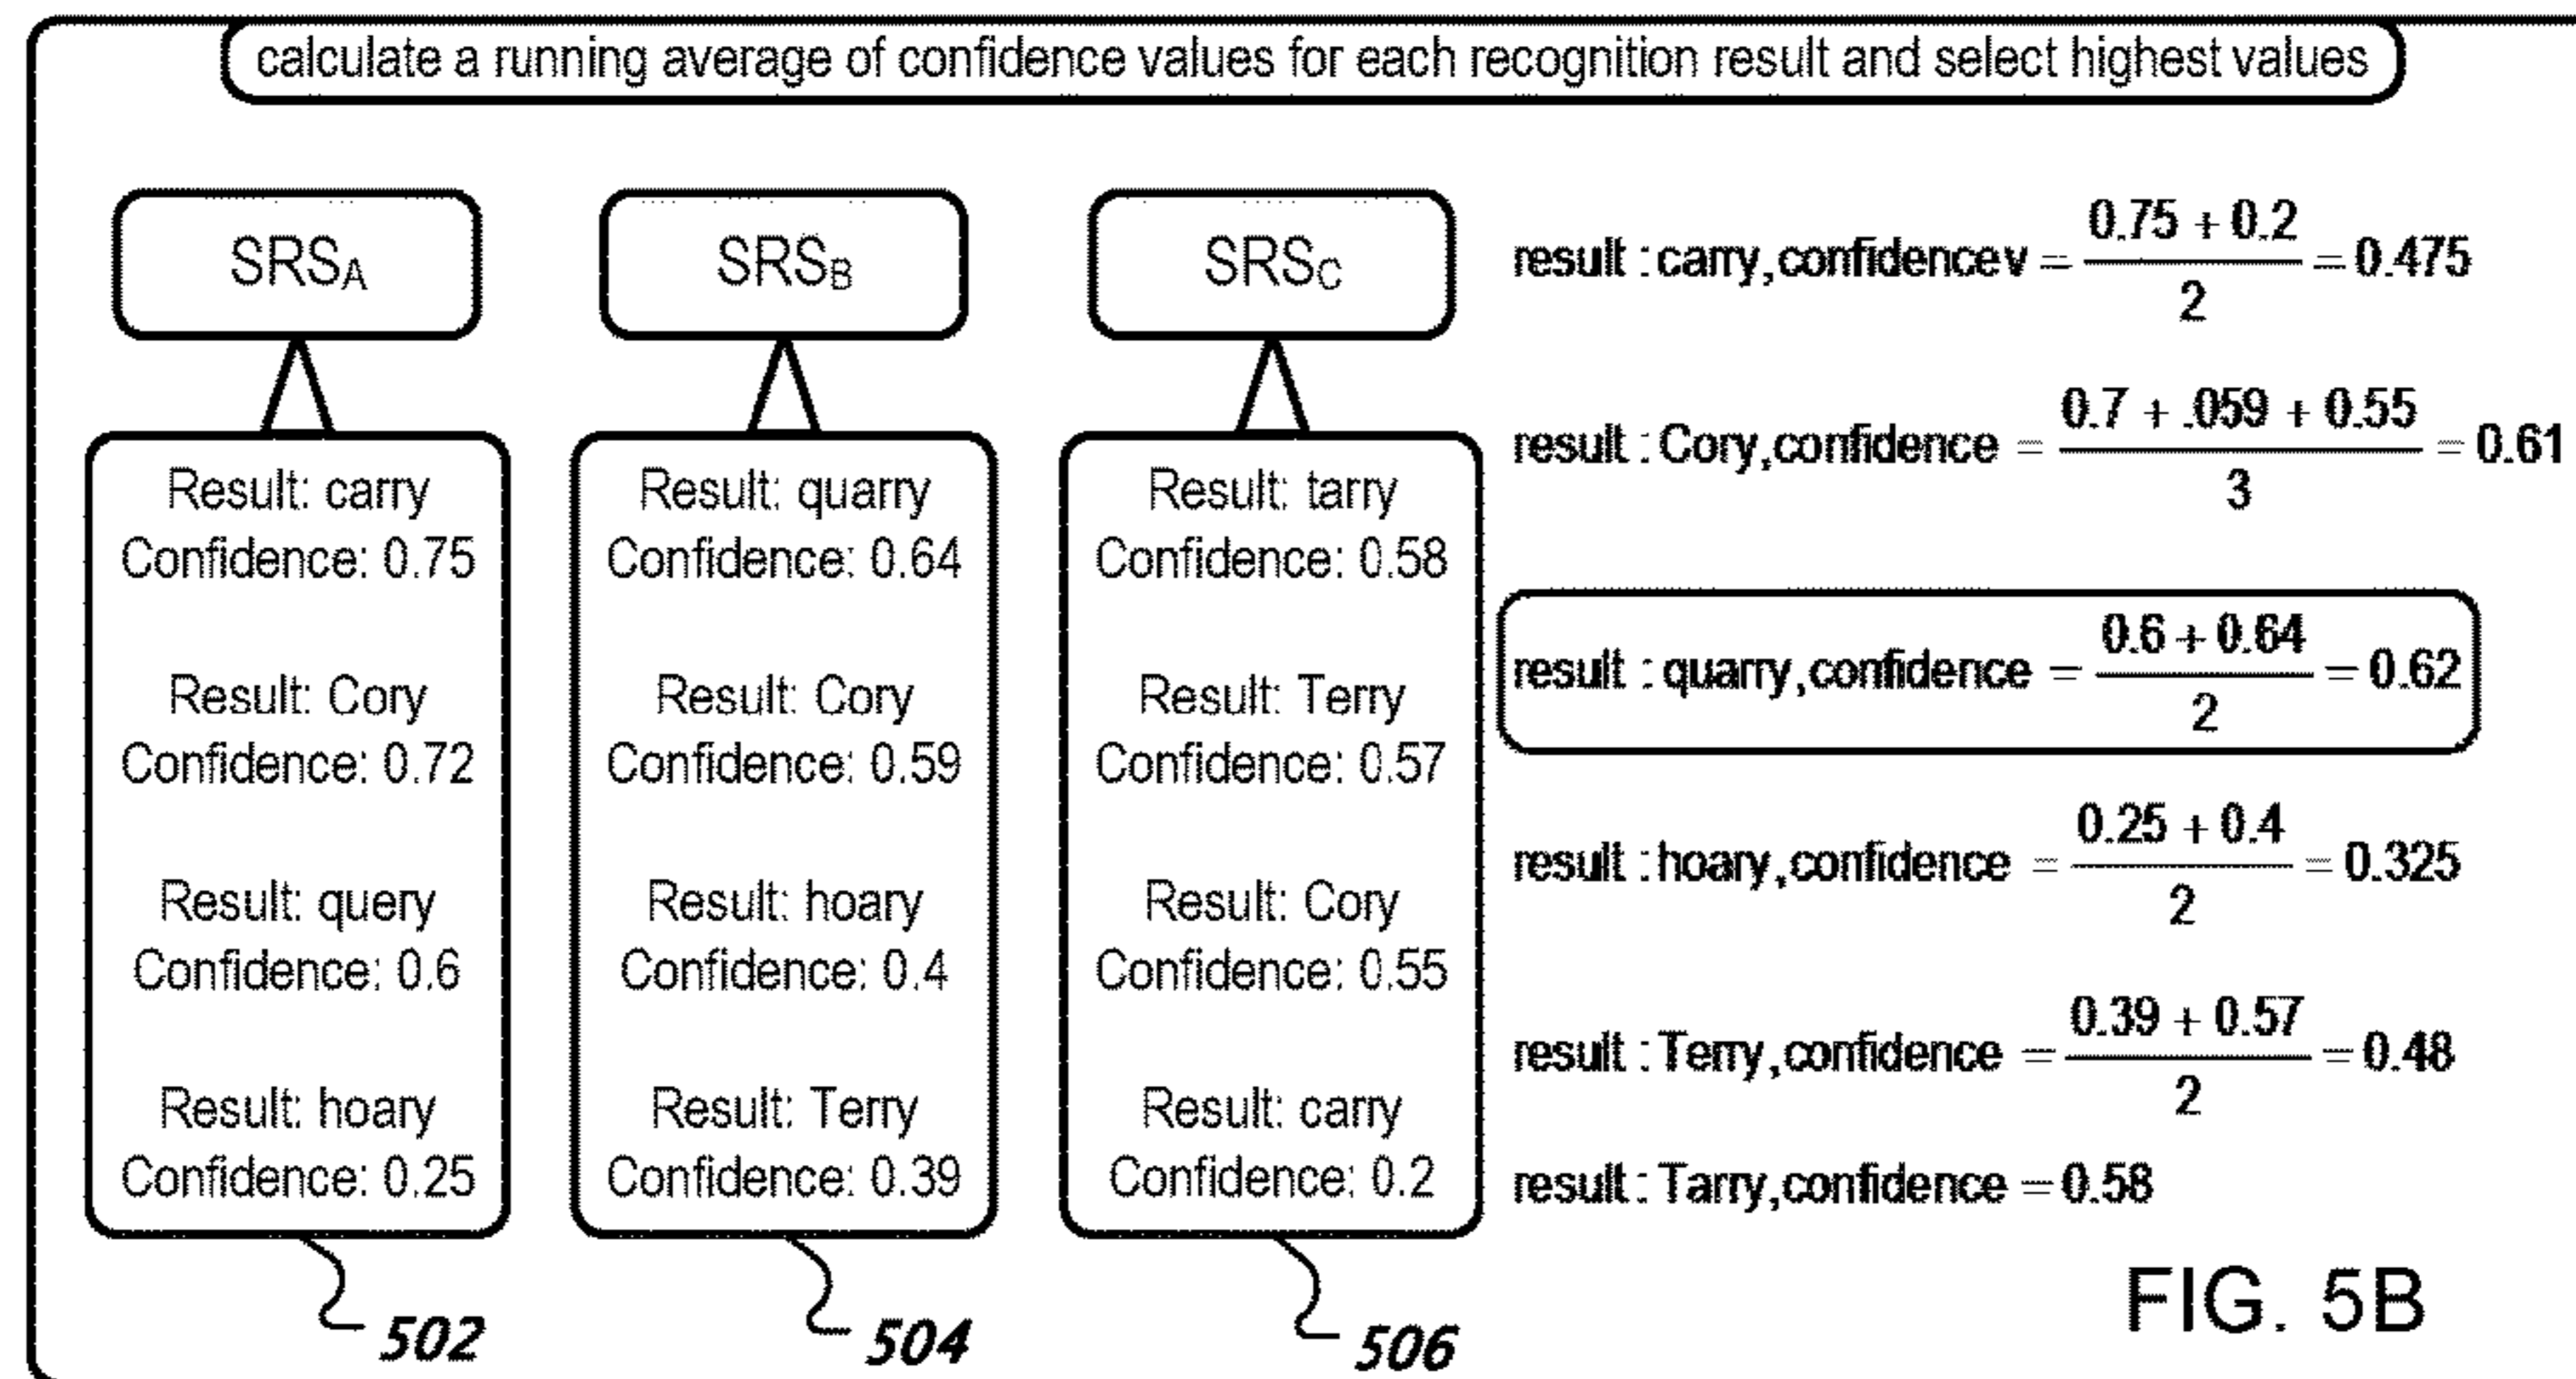 calculate a running average of confidence values for each recognition result and select highest values
SRSA
Result: carry
Confidence: 0.75
Result: Cory
Confidence: 0.72
Result: query
Confidence: 0.6
Result: hoary
Confidence: 0.25
502
SRSB
Result: quarry
Confidence: 0.64
Result: Cory
Confidence: 0.59
Result: hoary
Confidence: 0.4
Result: Terry
Confidence: 0.39
504
SRSC
Result: tarry
Confidence: 0.58
Result: Terry
Confidence: 0.57
Result: Cory
Confidence: 0.55
Result: carry
Confidence: 0.2
506
result : carry,confidencev = (0.75 + 0.2)/2 = 0.475
result : Cory,confidence = (0.7 + .059 + 0.55)/3 = 0.61
result : quarry,confidence = (0.6 + 0.64)/2 = 0.62
result : hoary,confidence = (0.25 + 0.4)/2 = 0.325
result : Terry,confidence = (0.39 + 0.57)/2 = 0.48
result : Tarry,confidence = 0.58
FIG. 5B